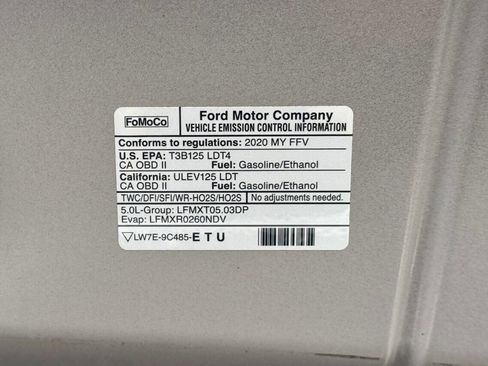 FoMoCo
Ford Motor Company
VEHICLE EMISSION CONTROL INFORMATION
Conforms to regulations: 2020 MY FFV
U.S. EPA: T3B125 LDT4
CA OBD II Fuel: Gasoline/Ethanol
California: ULEV125 LDT
CA OBD II Fuel: Gasoline/Ethanol
TWC/DFI/SFI/WR-HO2S/HO2S No adjustments needed.
5.0L-Group: LFMXT05.03DP
Evap: LFMXR0260NDV
LW7E-9C485-ETU